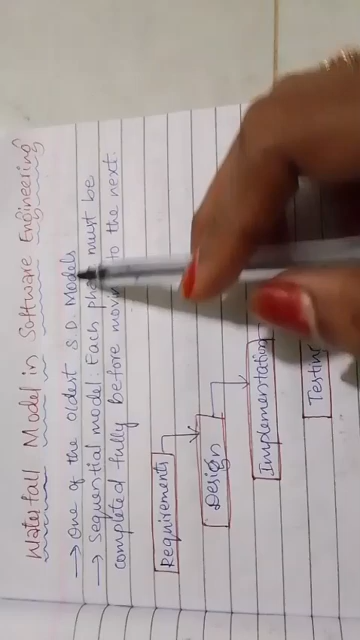 Waterfall Model in Software Engineering
→ One of the oldest S.D. Models
→ Sequential model. Each must be
completed fully before to the next.
Requirements
Design
Implementation
Testing